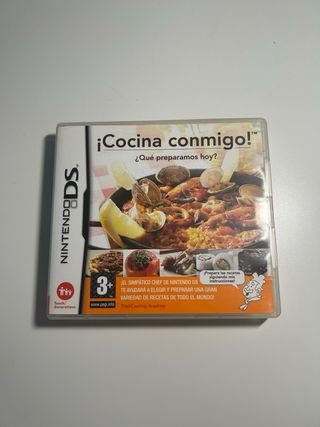 NINTENDO DS
¡Cocina conmigo!™
¿Qué preparamos hoy?
¡Prepara las recetas
siguiendo mis
instrucciones!
3+
www.pegi.info
¡EL SIMPÁTICO CHEF DE NINTENDO DS
TE AYUDARÁ A ELEGIR Y PREPARAR UNA GRAN
VARIEDAD DE RECETAS DE TODO EL MUNDO!
Touch!
Generations